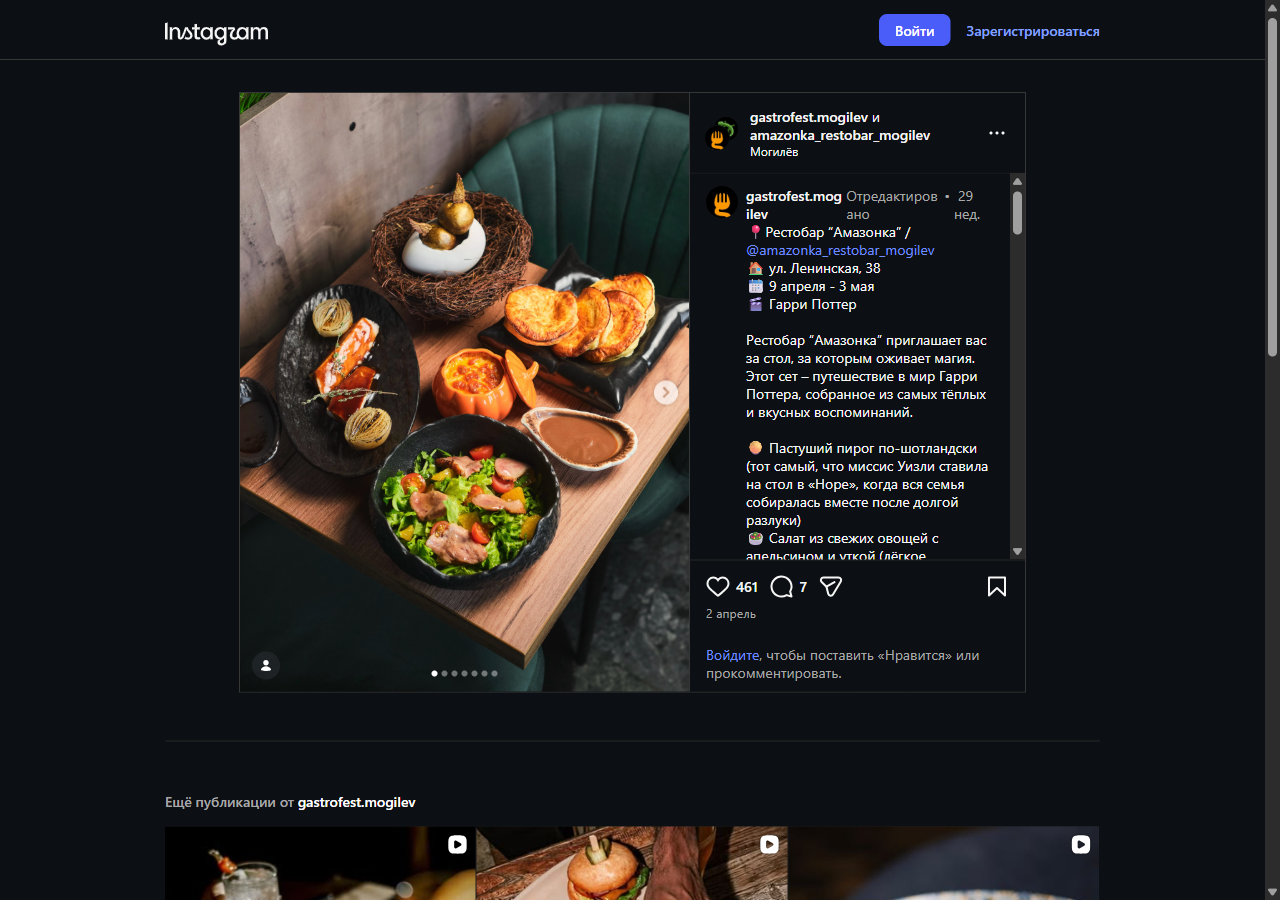 Instagram
Войти
Зарегистрироваться
gastrofest.mogilev и
amazonka_restobar_mogilev
Могилёв
gastrofest.mog
ilev
Отредактиров
ано
•
29
нед.
📍Рестобар “Амазонка” /
@amazonka_restobar_mogilev
🏠 ул. Ленинская, 38
🗓 9 апреля - 3 мая
🎬 Гарри Поттер
Рестобар “Амазонка” приглашает вас
за стол, за которым оживает магия.
Этот сет – путешествие в мир Гарри
Поттера, собранное из самых тёплых
и вкусных воспоминаний.
🥚 Пастуший пирог по-шотландски
(тот самый, что миссис Уизли ставила
на стол в «Норе», когда вся семья
собиралась вместе после долгой
разлуки)
🥗 Салат из свежих овощей с
апельсином и уткой (лёгкое
461
7
2 апрель
Войдите, чтобы поставить «Нравится» или
прокомментировать.
Ещё публикации от gastrofest.mogilev